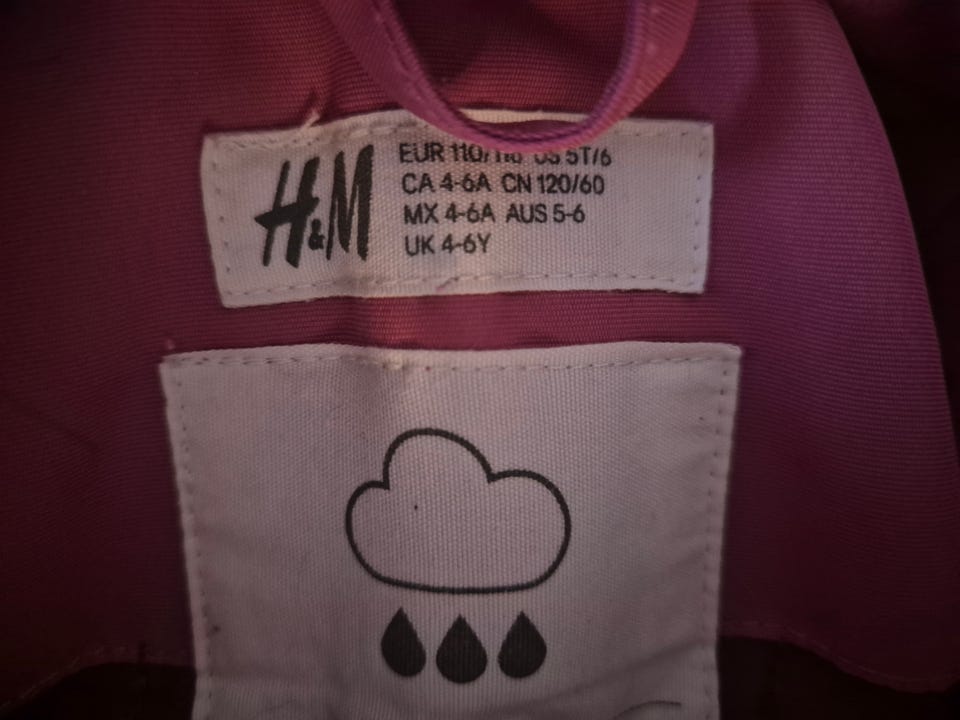 H&M
EUR 110/116 US 5T/6
CA 4-6A CN 120/60
MX 4-6A AUS 5-6
UK 4-6Y